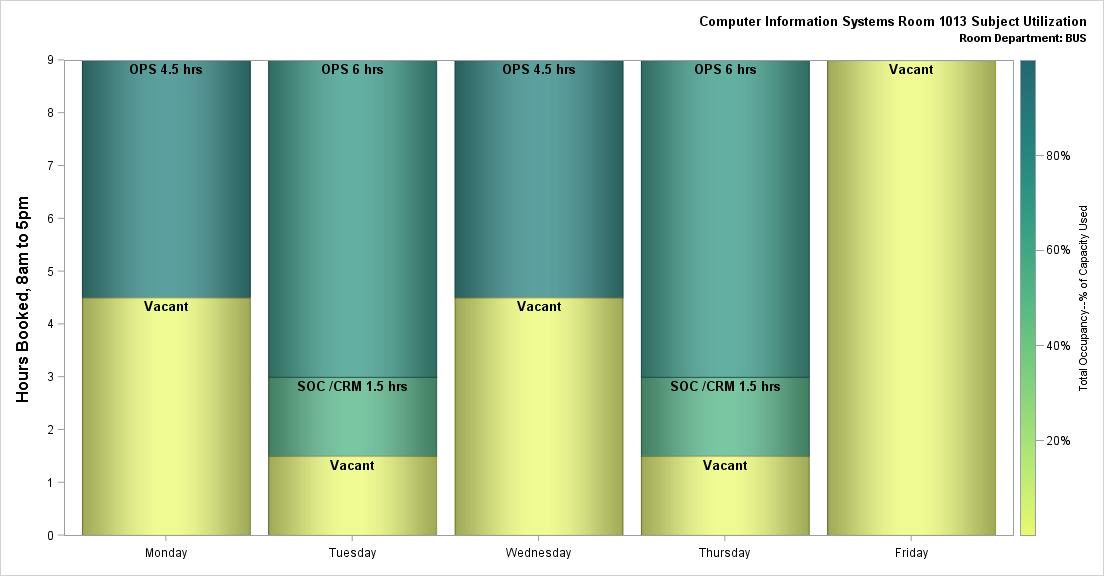 Computer Information Systems Room 1013 Subject Utilization
Room Department: BUS
Hours Booked, 8am to 5pm
9
8
7
6
5
4
3
2
1
0
OPS 4.5 hrs
Vacant
OPS 6 hrs
SOC /CRM 1.5 hrs
Vacant
OPS 4.5 hrs
Vacant
OPS 6 hrs
SOC /CRM 1.5 hrs
Vacant
Vacant
Monday
Tuesday
Wednesday
Thursday
Friday
80%
60%
40%
20%
Total Occupancy--% of Capacity Used